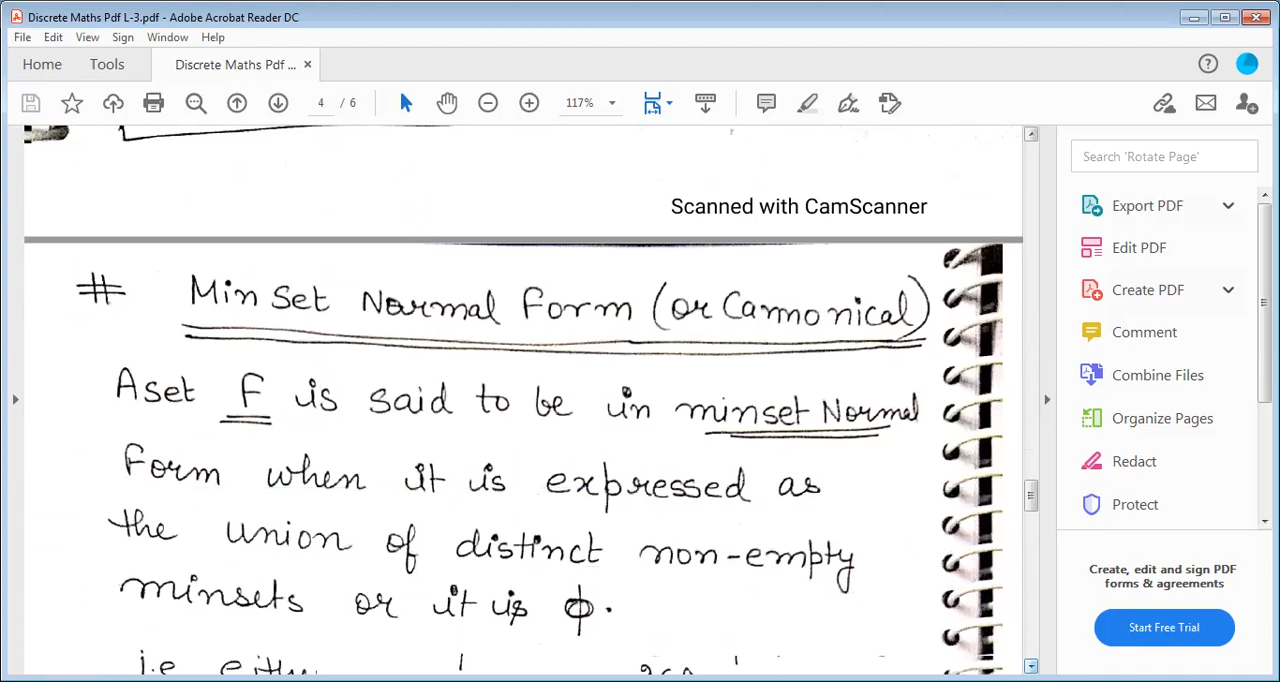 Discrete Maths Pdf L-3.pdf - Adobe Acrobat Reader DC
File Edit View Sign Window Help
Home Tools Discrete Maths Pdf ... ×
4 / 6 117%
Scanned with CamScanner
# Min Set Normal Form (or Cannonical)
A set F is said to be in minset Normal
Form when it is expressed as
the union of distinct non-empty
minsets or it is ϕ.
i.e either
Search 'Rotate Page'
Export PDF
Edit PDF
Create PDF
Comment
Combine Files
Organize Pages
Redact
Protect
Create, edit and sign PDF
forms & agreements
Start Free Trial